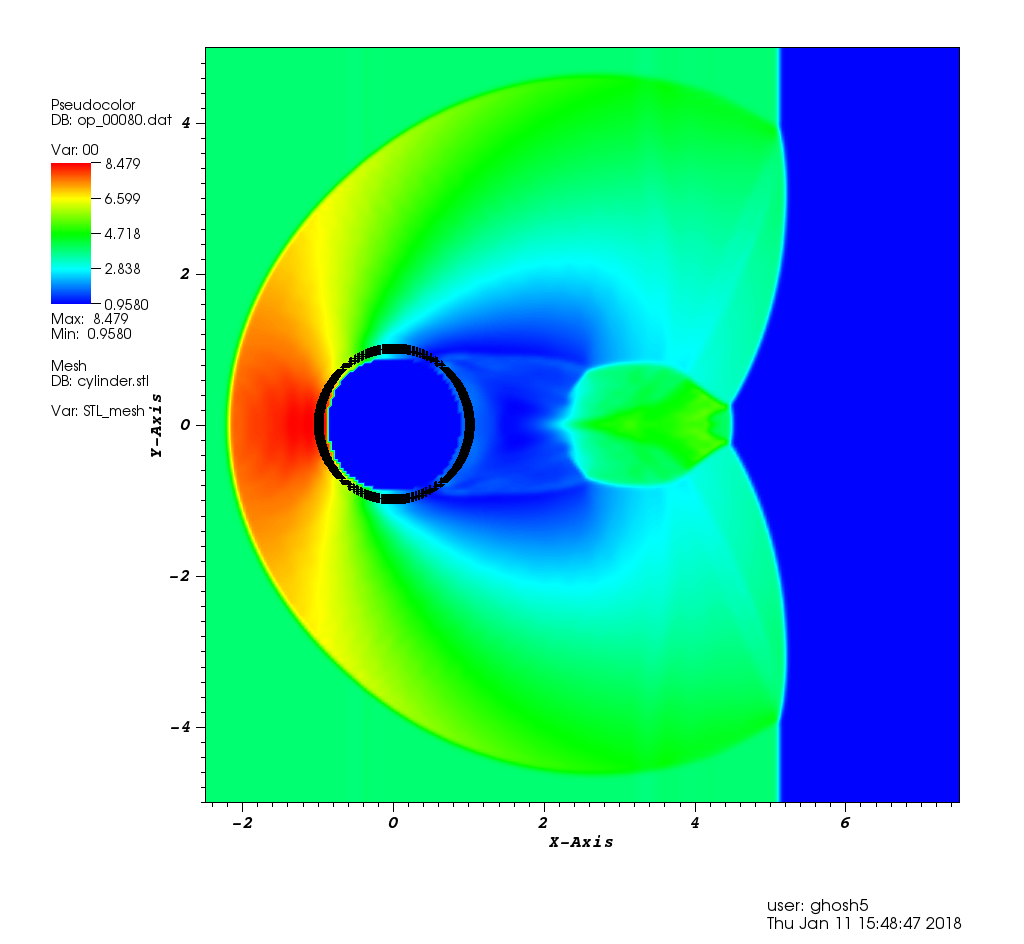 Pseudocolor
DB: op_00080.dat
Var: 00
8.479
6.599
4.718
2.838
0.9580
Max: 8.479
Min: 0.9580
Mesh
DB: cylinder.stl
Var: STL_mesh
Y-Axis
4
2
0
-2
-4
-2
0
2
4
6
X-Axis
user: ghosh5
Thu Jan 11 15:48:47 2018